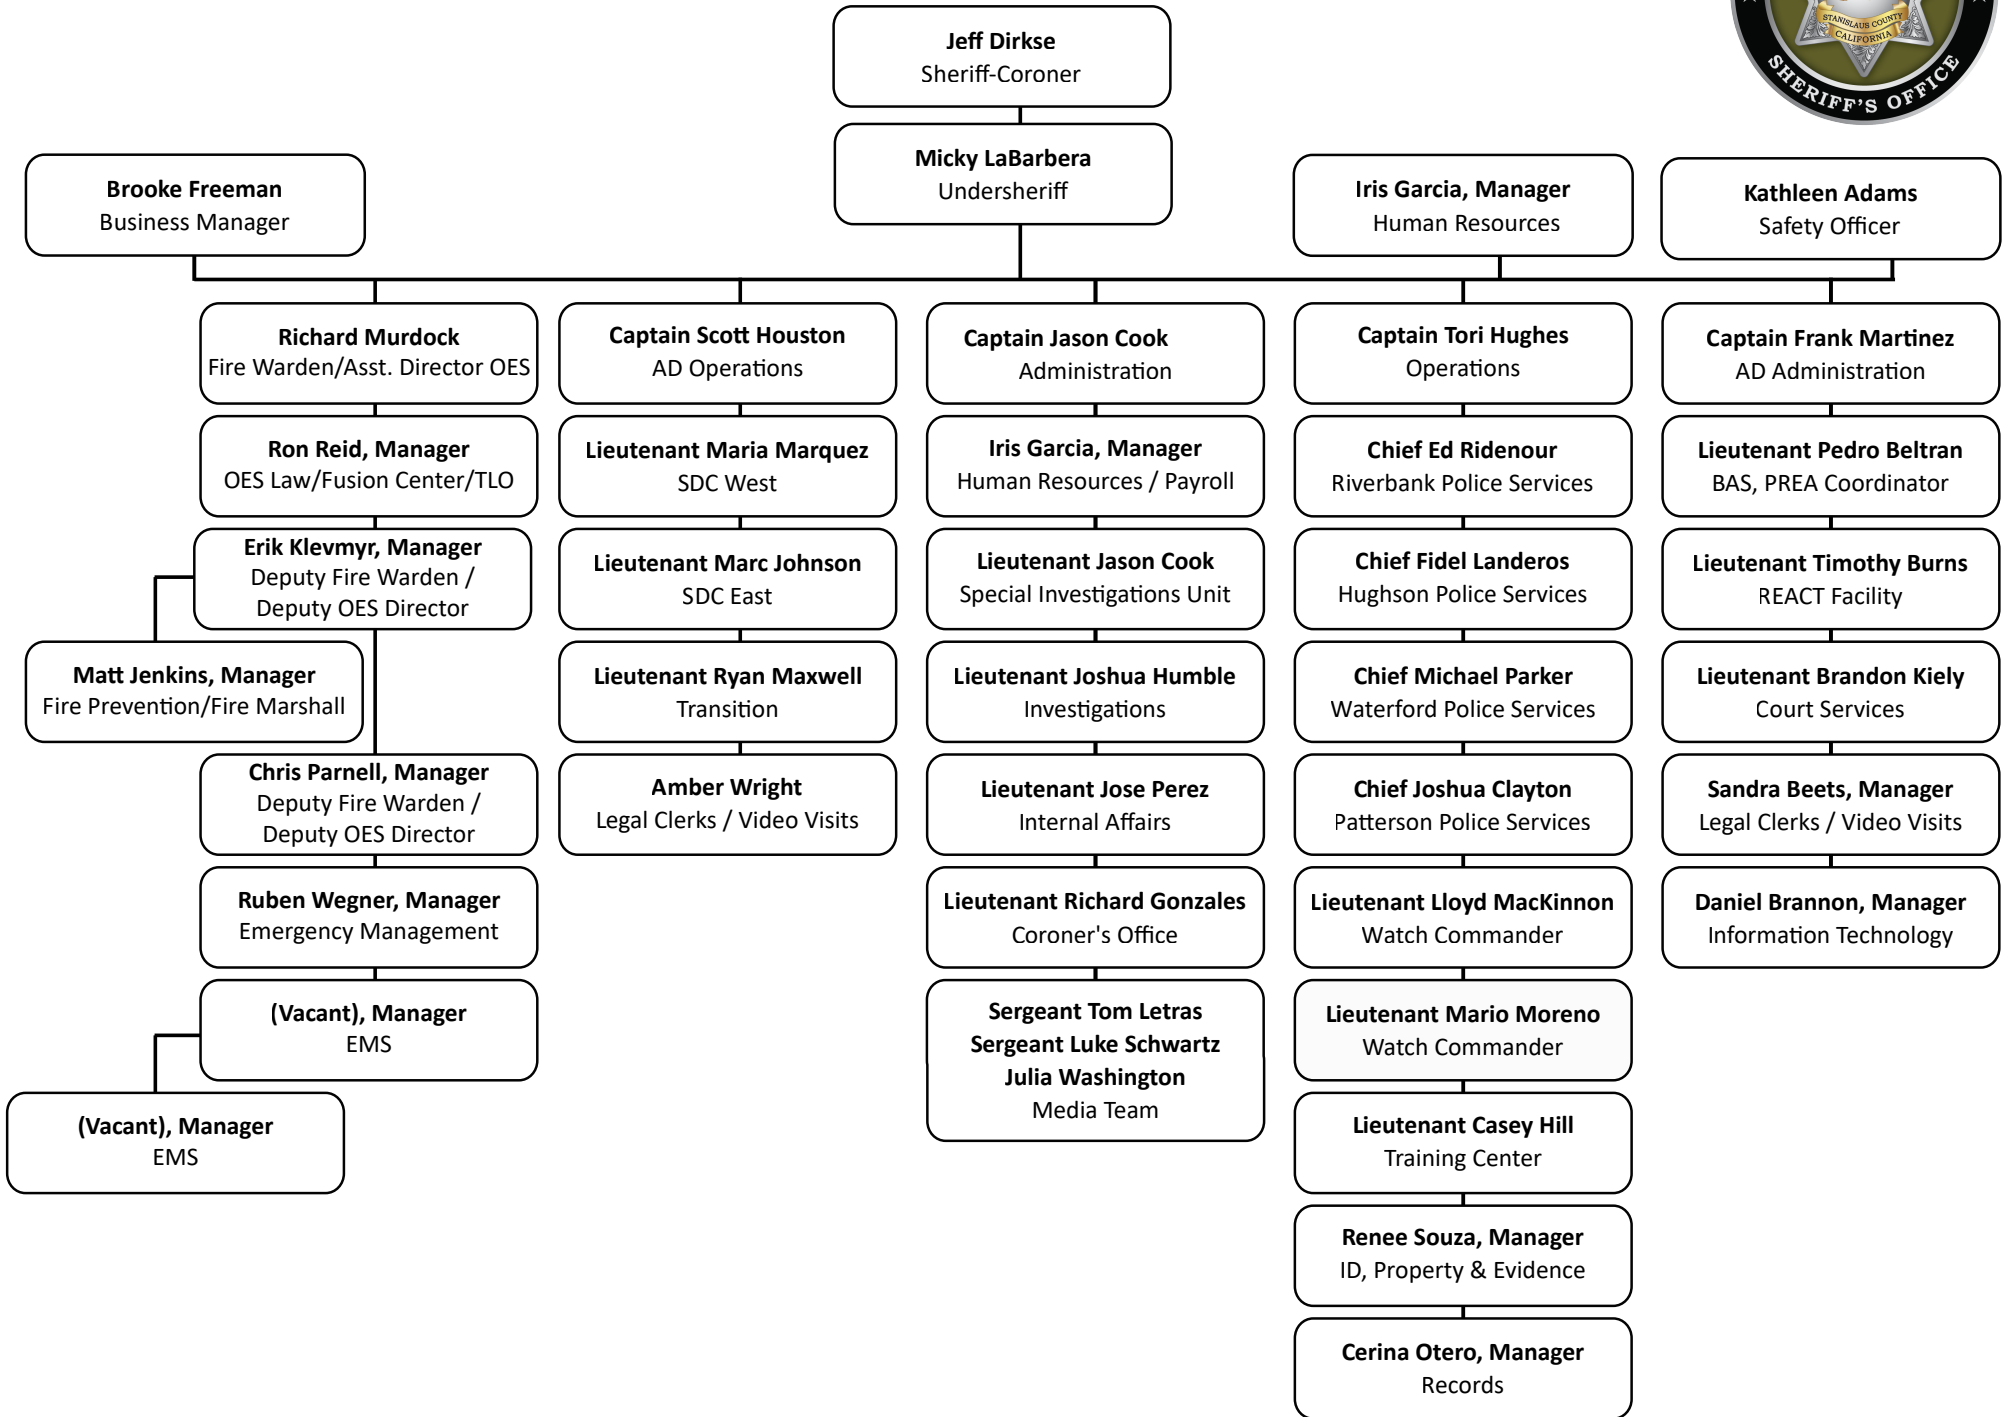 STANISLAUS COUNTY
CALIFORNIA
SHERIFF'S OFFICE
Jeff Dirkse
Sheriff-Coroner
Micky LaBarbera
Undersheriff
Brooke Freeman
Business Manager
Iris Garcia, Manager
Human Resources
Kathleen Adams
Safety Officer
Richard Murdock
Fire Warden/Asst. Director OES
Ron Reid, Manager
OES Law/Fusion Center/TLO
Erik Klevmyr, Manager
Deputy Fire Warden /
Deputy OES Director
Matt Jenkins, Manager
Fire Prevention/Fire Marshall
Chris Parnell, Manager
Deputy Fire Warden /
Deputy OES Director
Ruben Wegner, Manager
Emergency Management
(Vacant), Manager
EMS
(Vacant), Manager
EMS
Captain Scott Houston
AD Operations
Lieutenant Maria Marquez
SDC West
Lieutenant Marc Johnson
SDC East
Lieutenant Ryan Maxwell
Transition
Amber Wright
Legal Clerks / Video Visits
Captain Jason Cook
Administration
Iris Garcia, Manager
Human Resources / Payroll
Lieutenant Jason Cook
Special Investigations Unit
Lieutenant Joshua Humble
Investigations
Lieutenant Jose Perez
Internal Affairs
Lieutenant Richard Gonzales
Coroner's Office
Sergeant Tom Letras
Sergeant Luke Schwartz
Julia Washington
Media Team
Captain Tori Hughes
Operations
Chief Ed Ridenour
Riverbank Police Services
Chief Fidel Landeros
Hughson Police Services
Chief Michael Parker
Waterford Police Services
Chief Joshua Clayton
Patterson Police Services
Lieutenant Lloyd MacKinnon
Watch Commander
Lieutenant Mario Moreno
Watch Commander
Lieutenant Casey Hill
Training Center
Renee Souza, Manager
ID, Property & Evidence
Cerina Otero, Manager
Records
Captain Frank Martinez
AD Administration
Lieutenant Pedro Beltran
BAS, PREA Coordinator
Lieutenant Timothy Burns
REACT Facility
Lieutenant Brandon Kiely
Court Services
Sandra Beets, Manager
Legal Clerks / Video Visits
Daniel Brannon, Manager
Information Technology